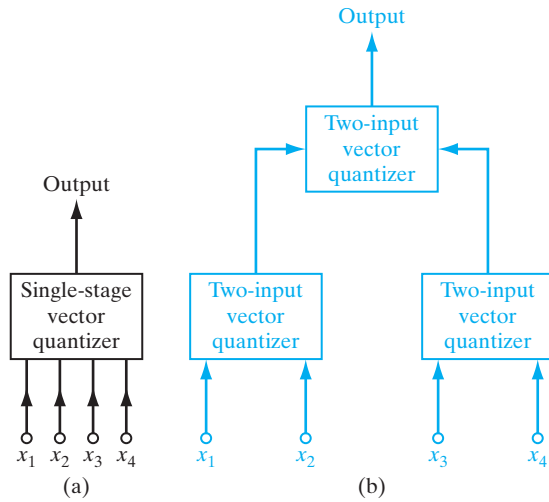 Output
Single-stage
vector
quantizer
x1 x2 x3 x4
(a)
Output
Two-input
vector
quantizer
Two-input
vector
quantizer
Two-input
vector
quantizer
x1 x2 x3 x4
(b)